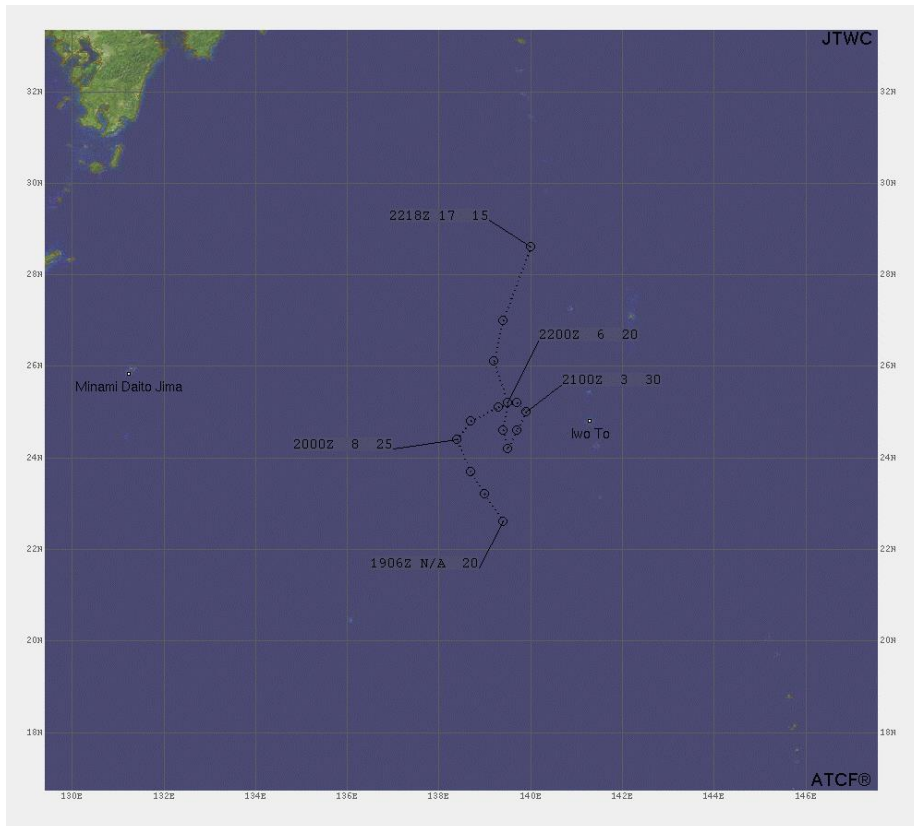 JTWC
32N 32N
30N 30N
2218Z 17 15
28N 28N
2200Z 6 20
26N 26N
2100Z 3 30
Minami Daito Jima
Iwo To
2000Z 8 25
24N 24N
1906Z N/A 20
22N 22N
20N 20N
18N 18N
ATCF®
130E 132E 134E 136E 138E 140E 142E 144E 146E